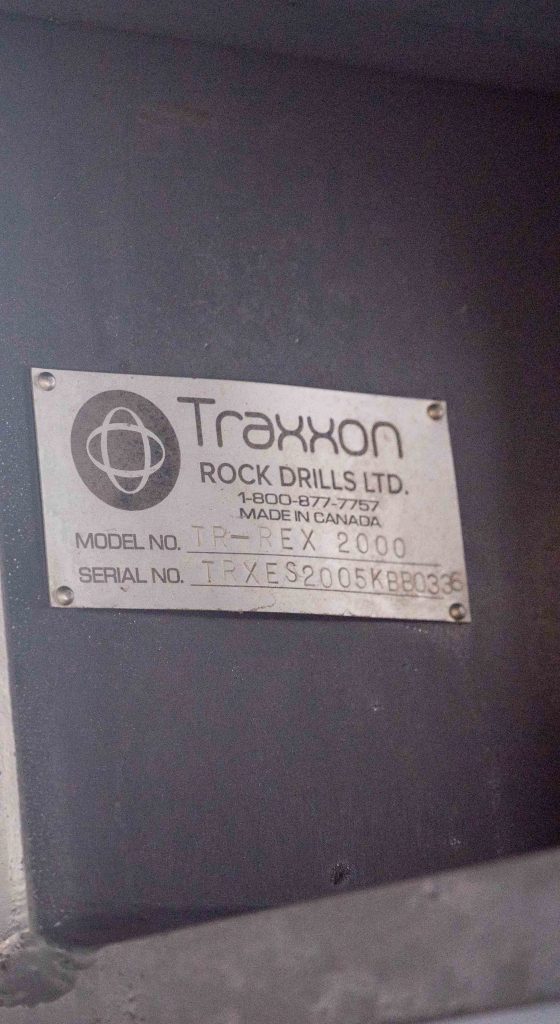 Traxxon
ROCK DRILLS LTD.
1-800-877-7757
MADE IN CANADA
MODEL NO. TR-REX 2000
SERIAL NO. TRXES2005KBB0336